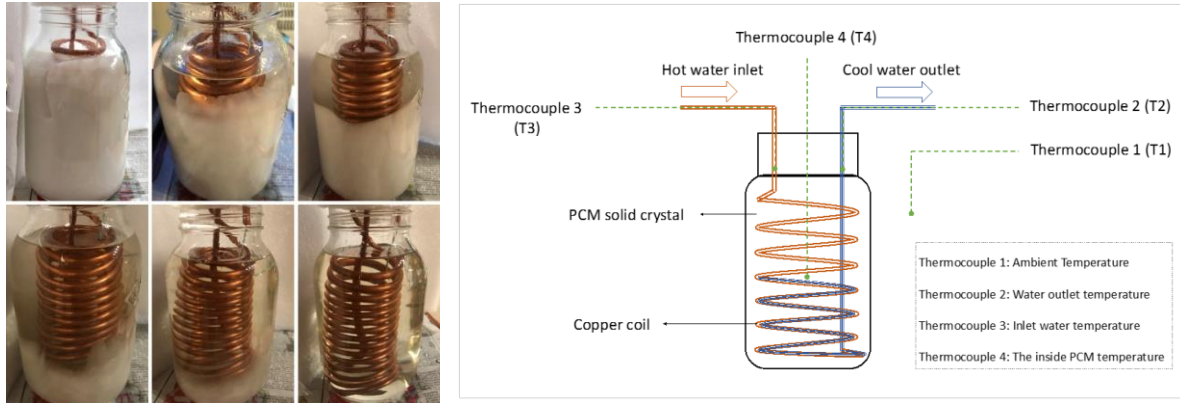 Thermocouple 4 (T4)
Hot water inlet
Cool water outlet
Thermocouple 3
(T3)
Thermocouple 2 (T2)
Thermocouple 1 (T1)
PCM solid crystal
Copper coil
Thermocouple 1: Ambient Temperature
Thermocouple 2: Water outlet temperature
Thermocouple 3: Inlet water temperature
Thermocouple 4: The inside PCM temperature